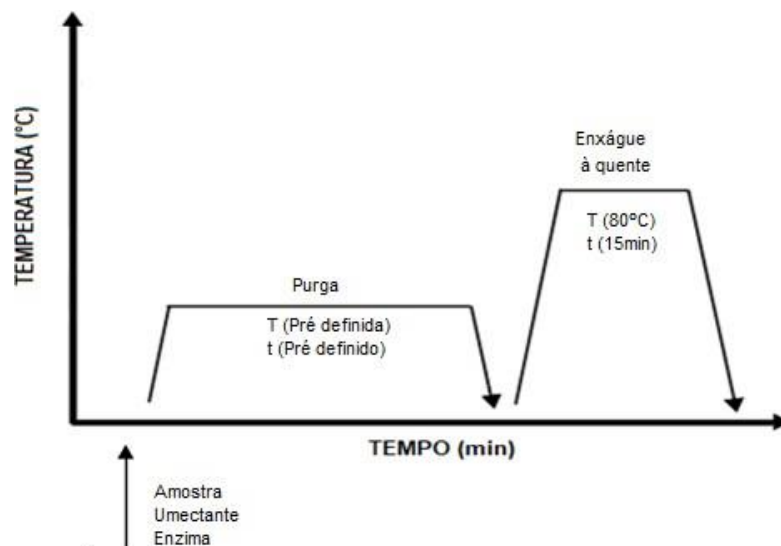 TEMPERATURA (°C)
Enxágue
à quente
T (80ºC)
t (15min)
Purga
T (Pré definida)
t (Pré definido)
TEMPO (min)
Amostra
Umectante
Enzima